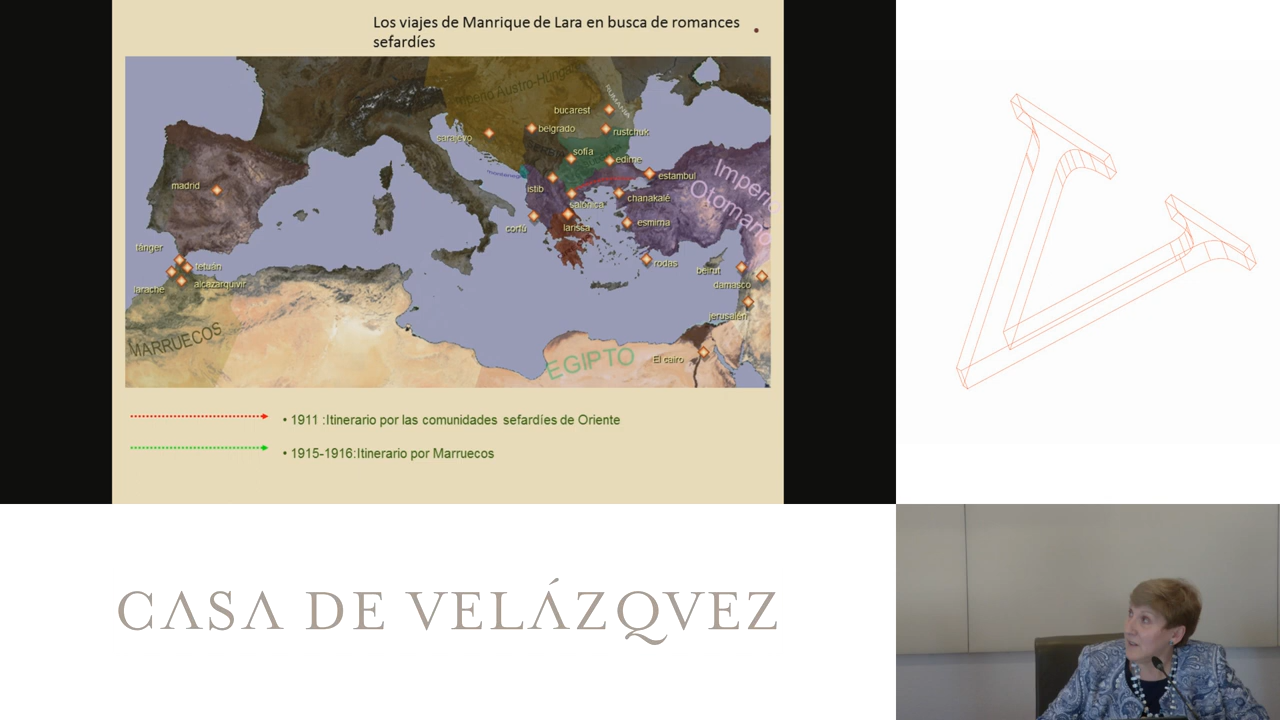 Los viajes de Manrique de Lara en busca de romances
sefardíes
Imperio Austro-Húngaro
RUMANIA
bucarest
sarajevo
belgrado
rustchuk
sofía
edirne
madrid
istib
estambul
Imperio
Otomano
salónica
chanakalé
corfú
larissa
esmirna
tánger
tetuán
rodas
beirut
larache
alcazarquivir
damasco
jerusalén
MARRUECOS
EGIPTO
El cairo
• 1911 :Itinerario por las comunidades sefardíes de Oriente
• 1915-1916:Itinerario por Marruecos
CASA DE VELÁZQVEZ